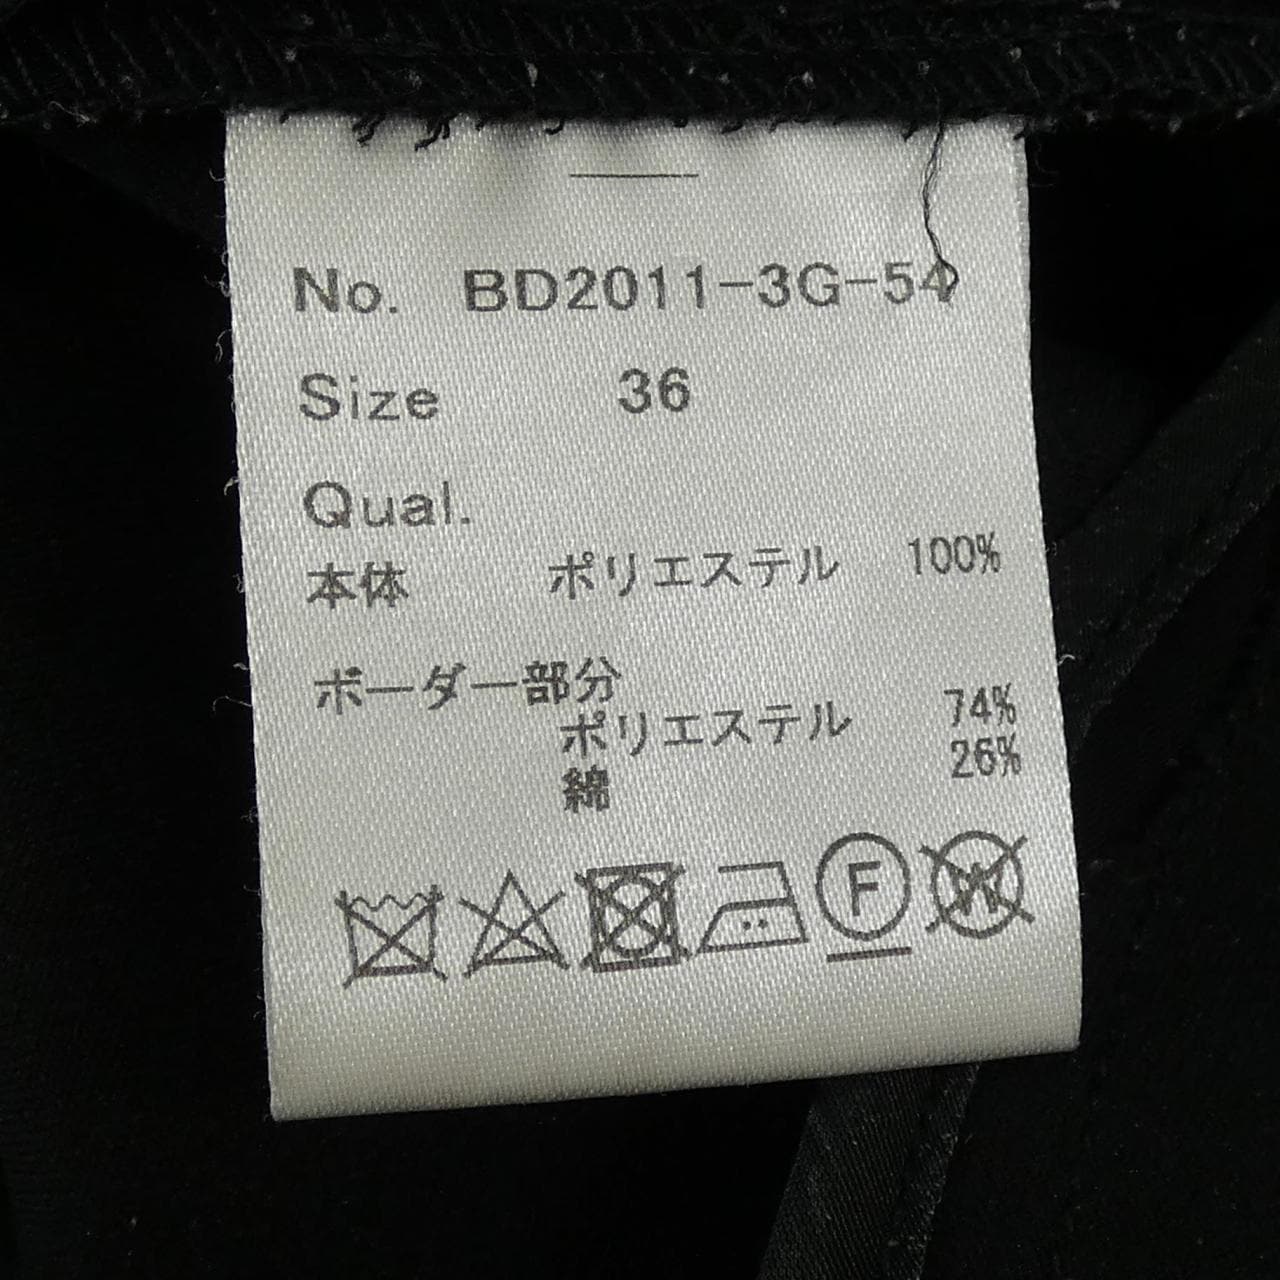 No. BD2011-3G-54
Size 36
Qual.
本体 ポリエステル 100%
ボーダー部分
ポリエステル 74%
綿 26%
F W